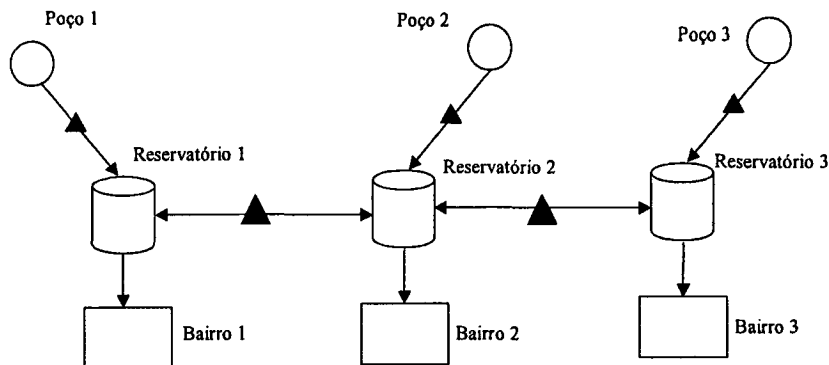 Poço 1
Poço 2
Poço 3
Reservatório 1
Reservatório 2
Reservatório 3
Bairro 1
Bairro 2
Bairro 3